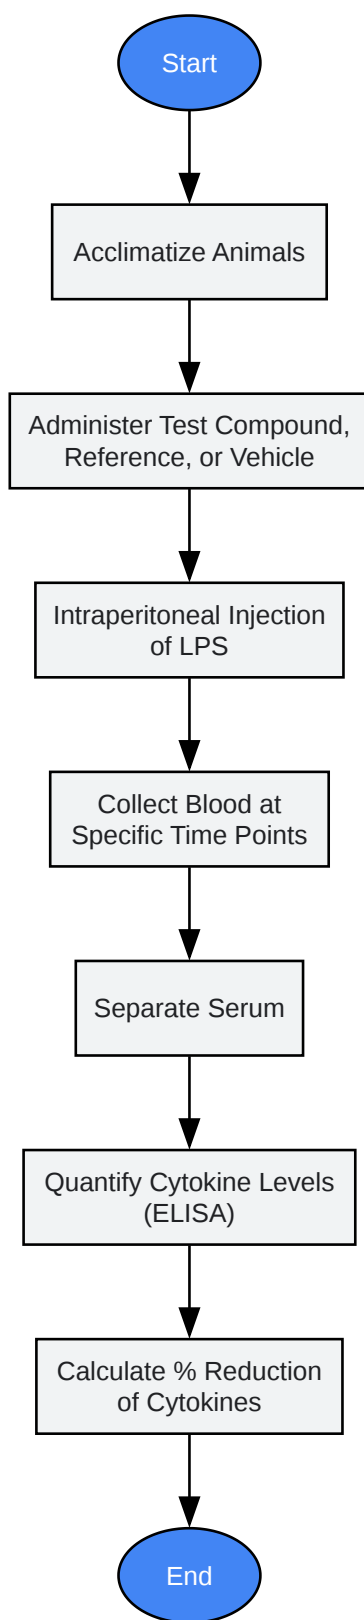 Start
Acclimatize Animals
Administer Test Compound,
Reference, or Vehicle
Intraperitoneal Injection
of LPS
Collect Blood at
Specific Time Points
Separate Serum
Quantify Cytokine Levels
(ELISA)
Calculate % Reduction
of Cytokines
End